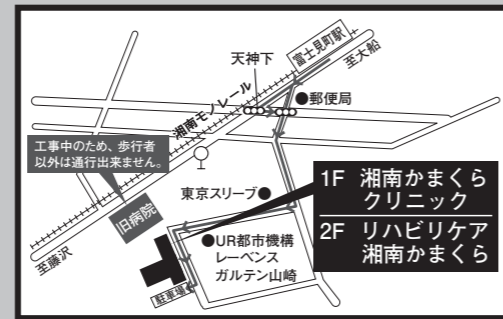 富士見町駅
至大船
天神下
●郵便局
湘南モノレール
工事中のため、歩行者
以外は通行出来ません。
旧病院
東京スリーブ●
至藤沢
●UR都市機構
レーベンス
ガルテン山崎
駐車場
1F 湘南かまくら
クリニック
2F リハビリケア
湘南かまくら